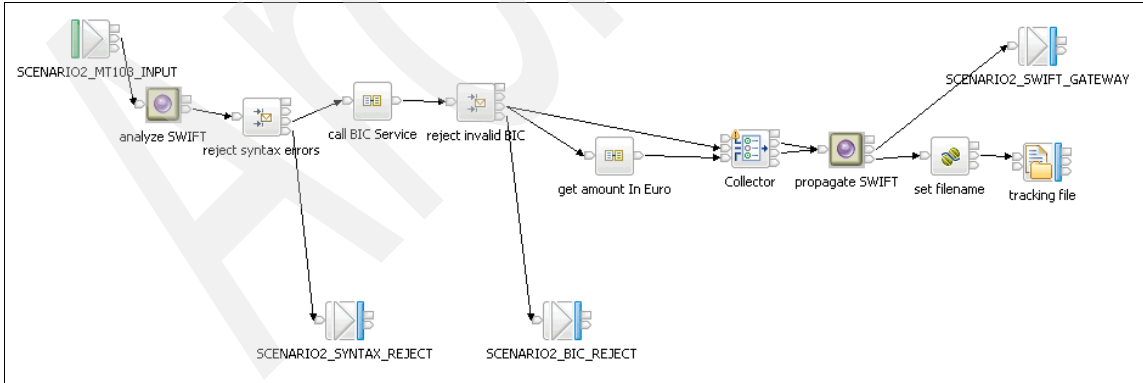 SCENARIO2_MT103_INPUT
SCENARIO2_SWIFT_GATEWAY
analyze SWIFT
reject syntax errors
call BIC Service
reject invalid BIC
get amount In Euro
Collector
propagate SWIFT
set filename
tracking file
SCENARIO2_SYNTAX_REJECT
SCENARIO2_BIC_REJECT